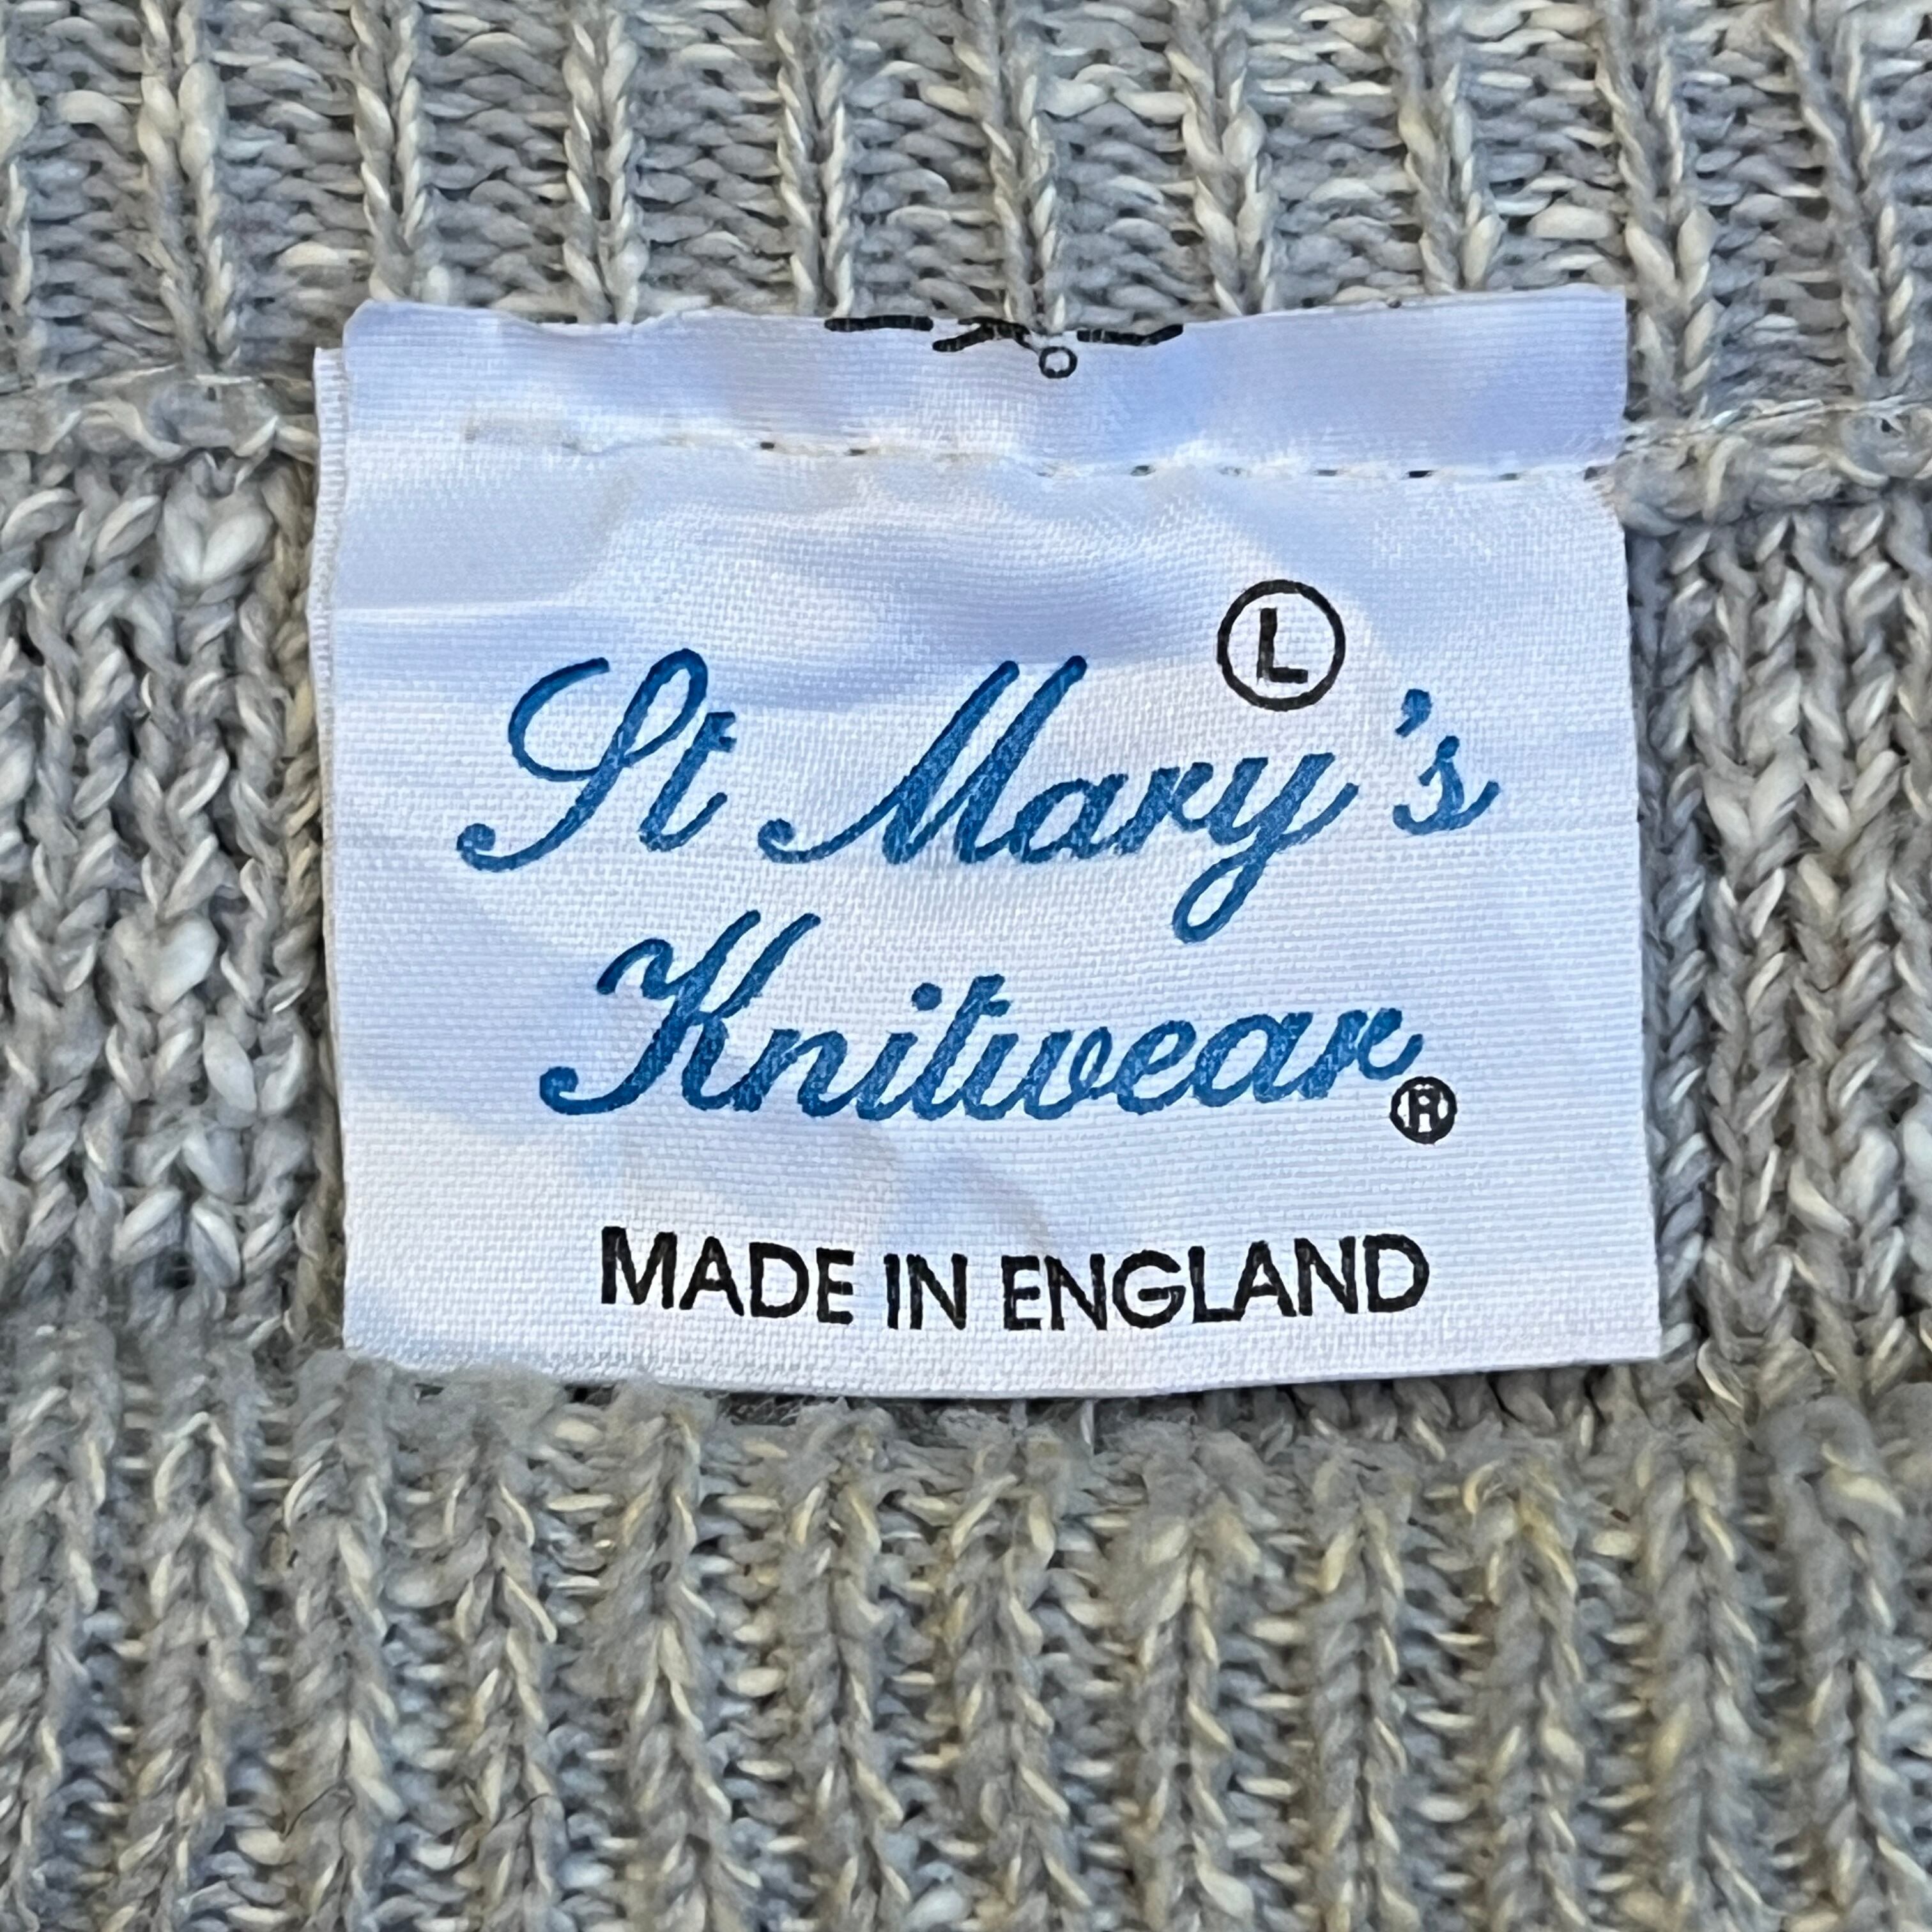 Ⓛ
St Mary's
Knitwear®
MADE IN ENGLAND